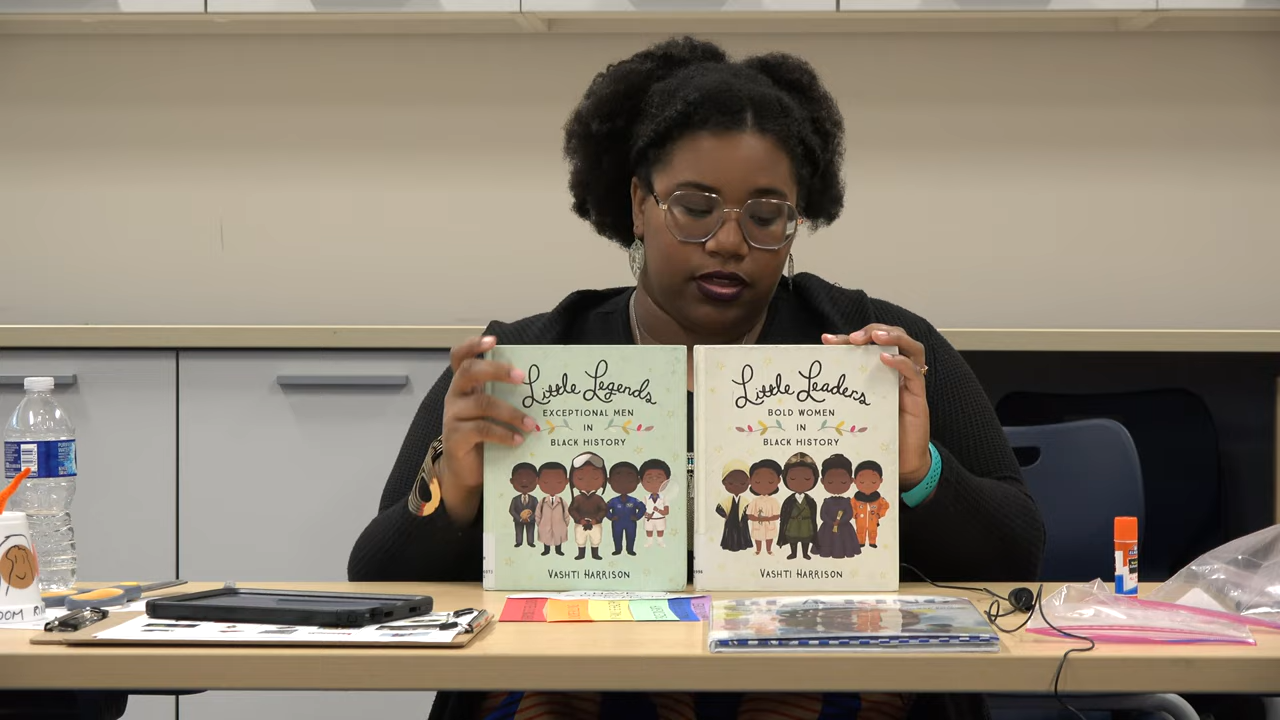 Little Legends
EXCEPTIONAL MEN
IN
BLACK HISTORY
VASHTI HARRISON
Little Leaders
BOLD WOMEN
IN
BLACK HISTORY
VASHTI HARRISON